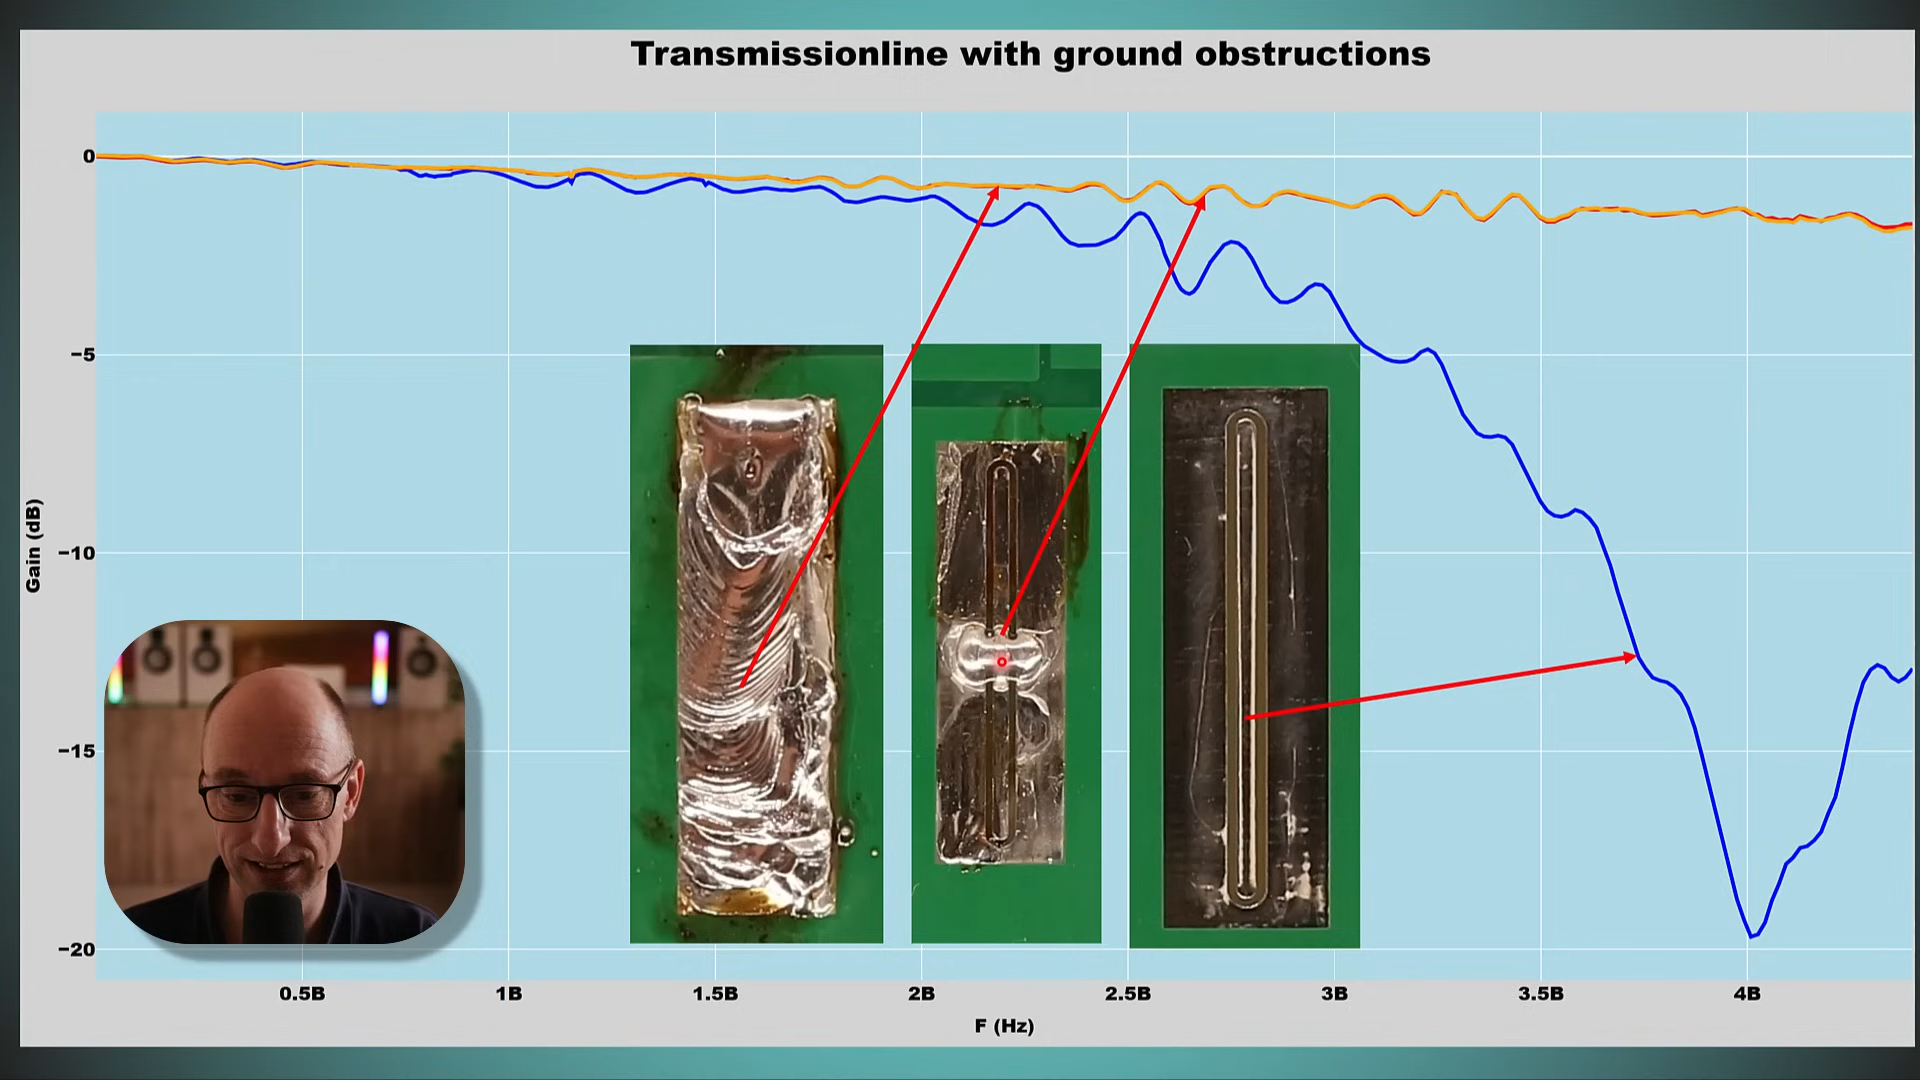 Transmissionline with ground obstructions
0
−5
−10
−15
−20
Gain (dB)
0.5B
1B
1.5B
2B
2.5B
3B
3.5B
4B
F (Hz)